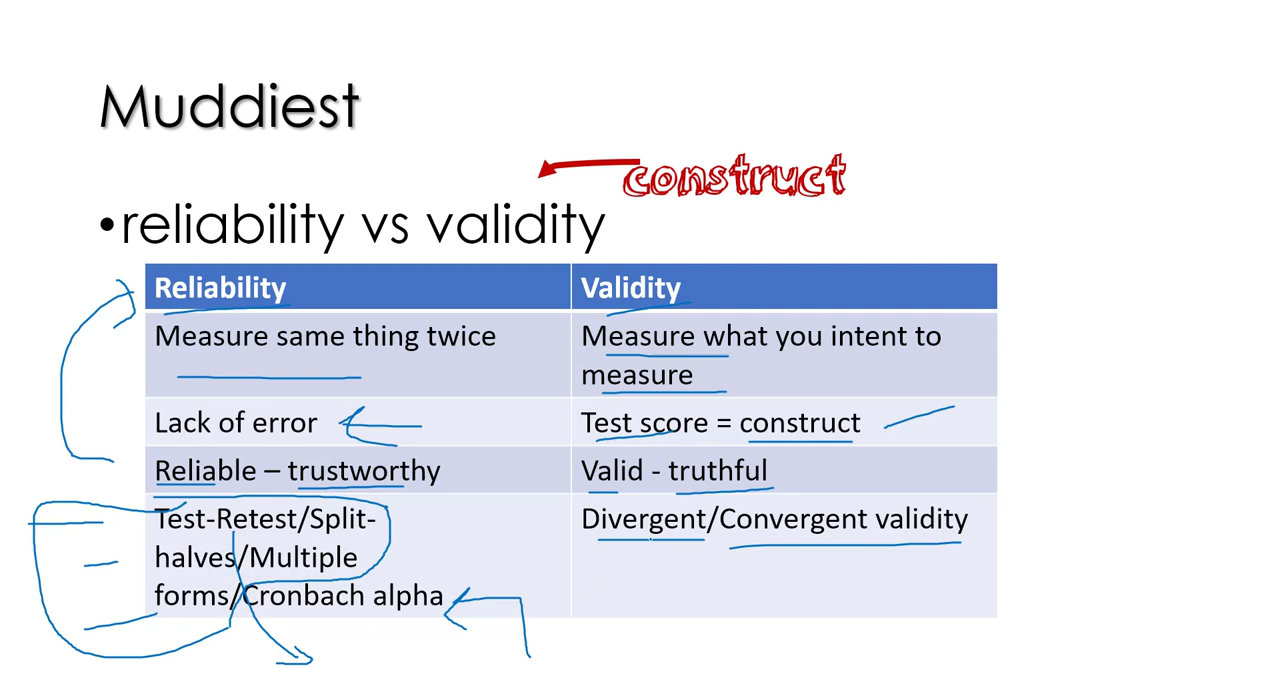 Muddiest
construct
•reliability vs validity
Reliability
Validity
Measure same thing twice
Measure what you intent to
measure
Lack of error
Test score = construct
Reliable – trustworthy
Valid - truthful
Test-Retest/Split-
halves/Multiple
forms/Cronbach alpha
Divergent/Convergent validity